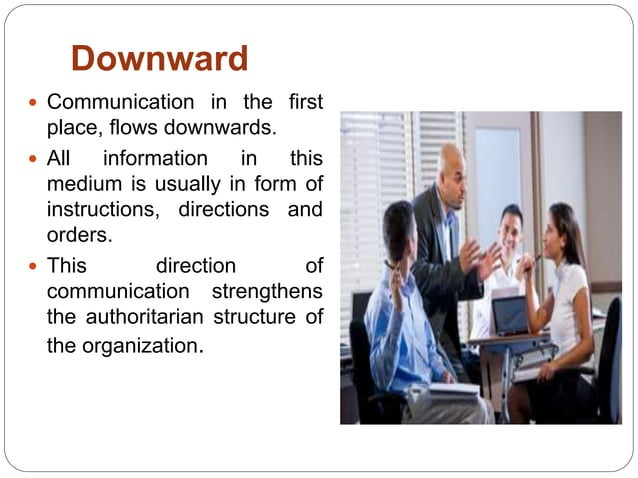 Downward
• Communication in the first
place, flows downwards.
• All information in this
medium is usually in form of
instructions, directions and
orders.
• This direction of
communication strengthens
the authoritarian structure of
the organization.